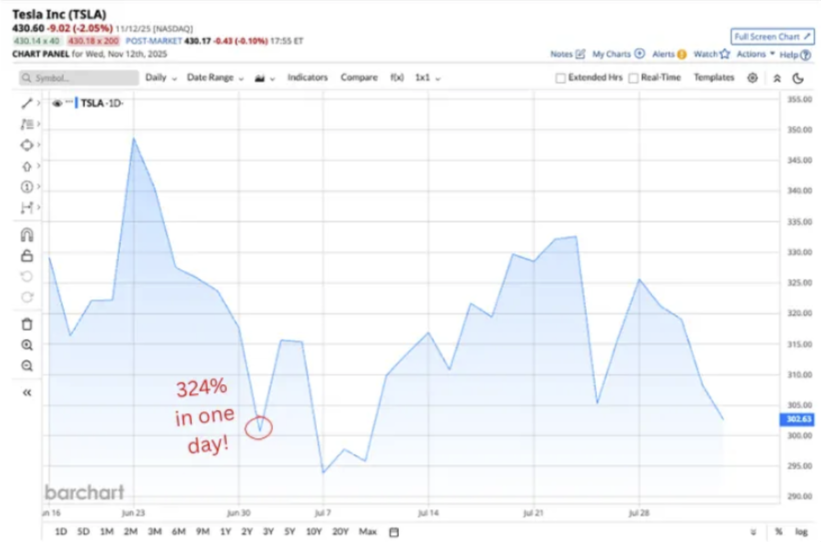 Tesla Inc (TSLA)
430.60 -9.02 (-2.05%) 11/12/25 [NASDAQ]
430.14 x 40 430.18 x 200 POST-MARKET 430.17 -0.43 (-0.10%) 17:55 ET
Full Screen Chart
CHART PANEL for Wed, Nov 12th, 2025
Notes My Charts Alerts Watch Actions Help
Symbol... Daily Date Range Indicators Compare f(x) 1x1 Extended Hrs Real-Time Templates
TSLA·1D·
355.00
350.00
345.00
340.00
335.00
330.00
325.00
320.00
315.00
310.00
305.00
302.63
300.00
295.00
290.00
324%
in one
day!
barchart
un 16 Jun 23 Jun 30 Jul 7 Jul 14 Jul 21 Jul 28
1D 5D 1M 2M 3M 6M 9M 1Y 2Y 3Y 5Y 10Y 20Y Max % log